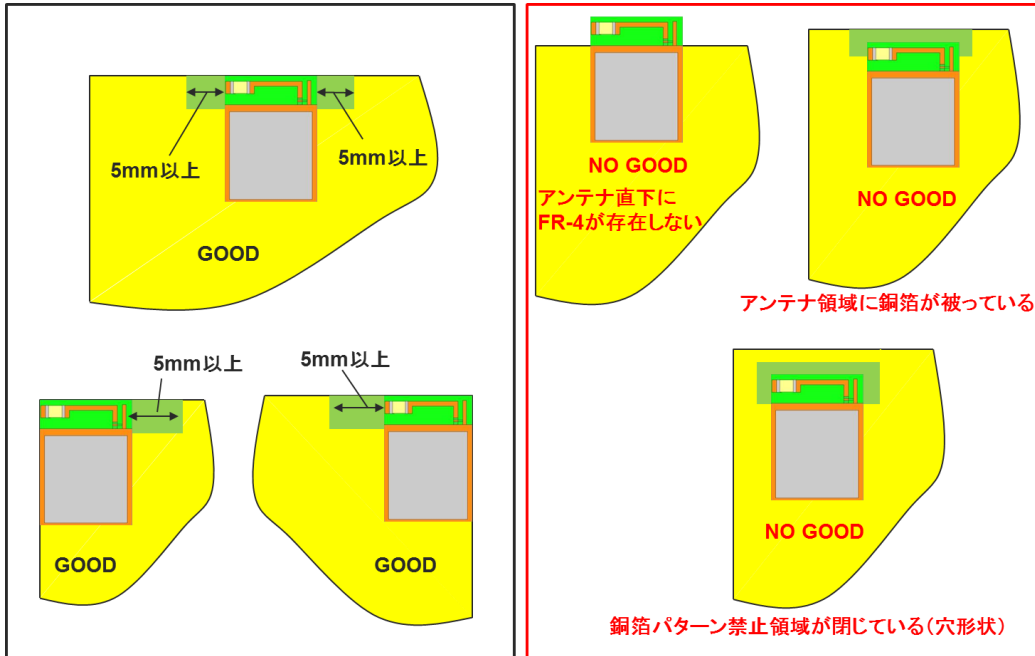 5mm以上
5mm以上
GOOD
5mm以上
5mm以上
GOOD
GOOD
NO GOOD
アンテナ直下に
FR-4が存在しない
NO GOOD
アンテナ領域に銅箔が被っている
NO GOOD
銅箔パターン禁止領域が閉じている(穴形状)